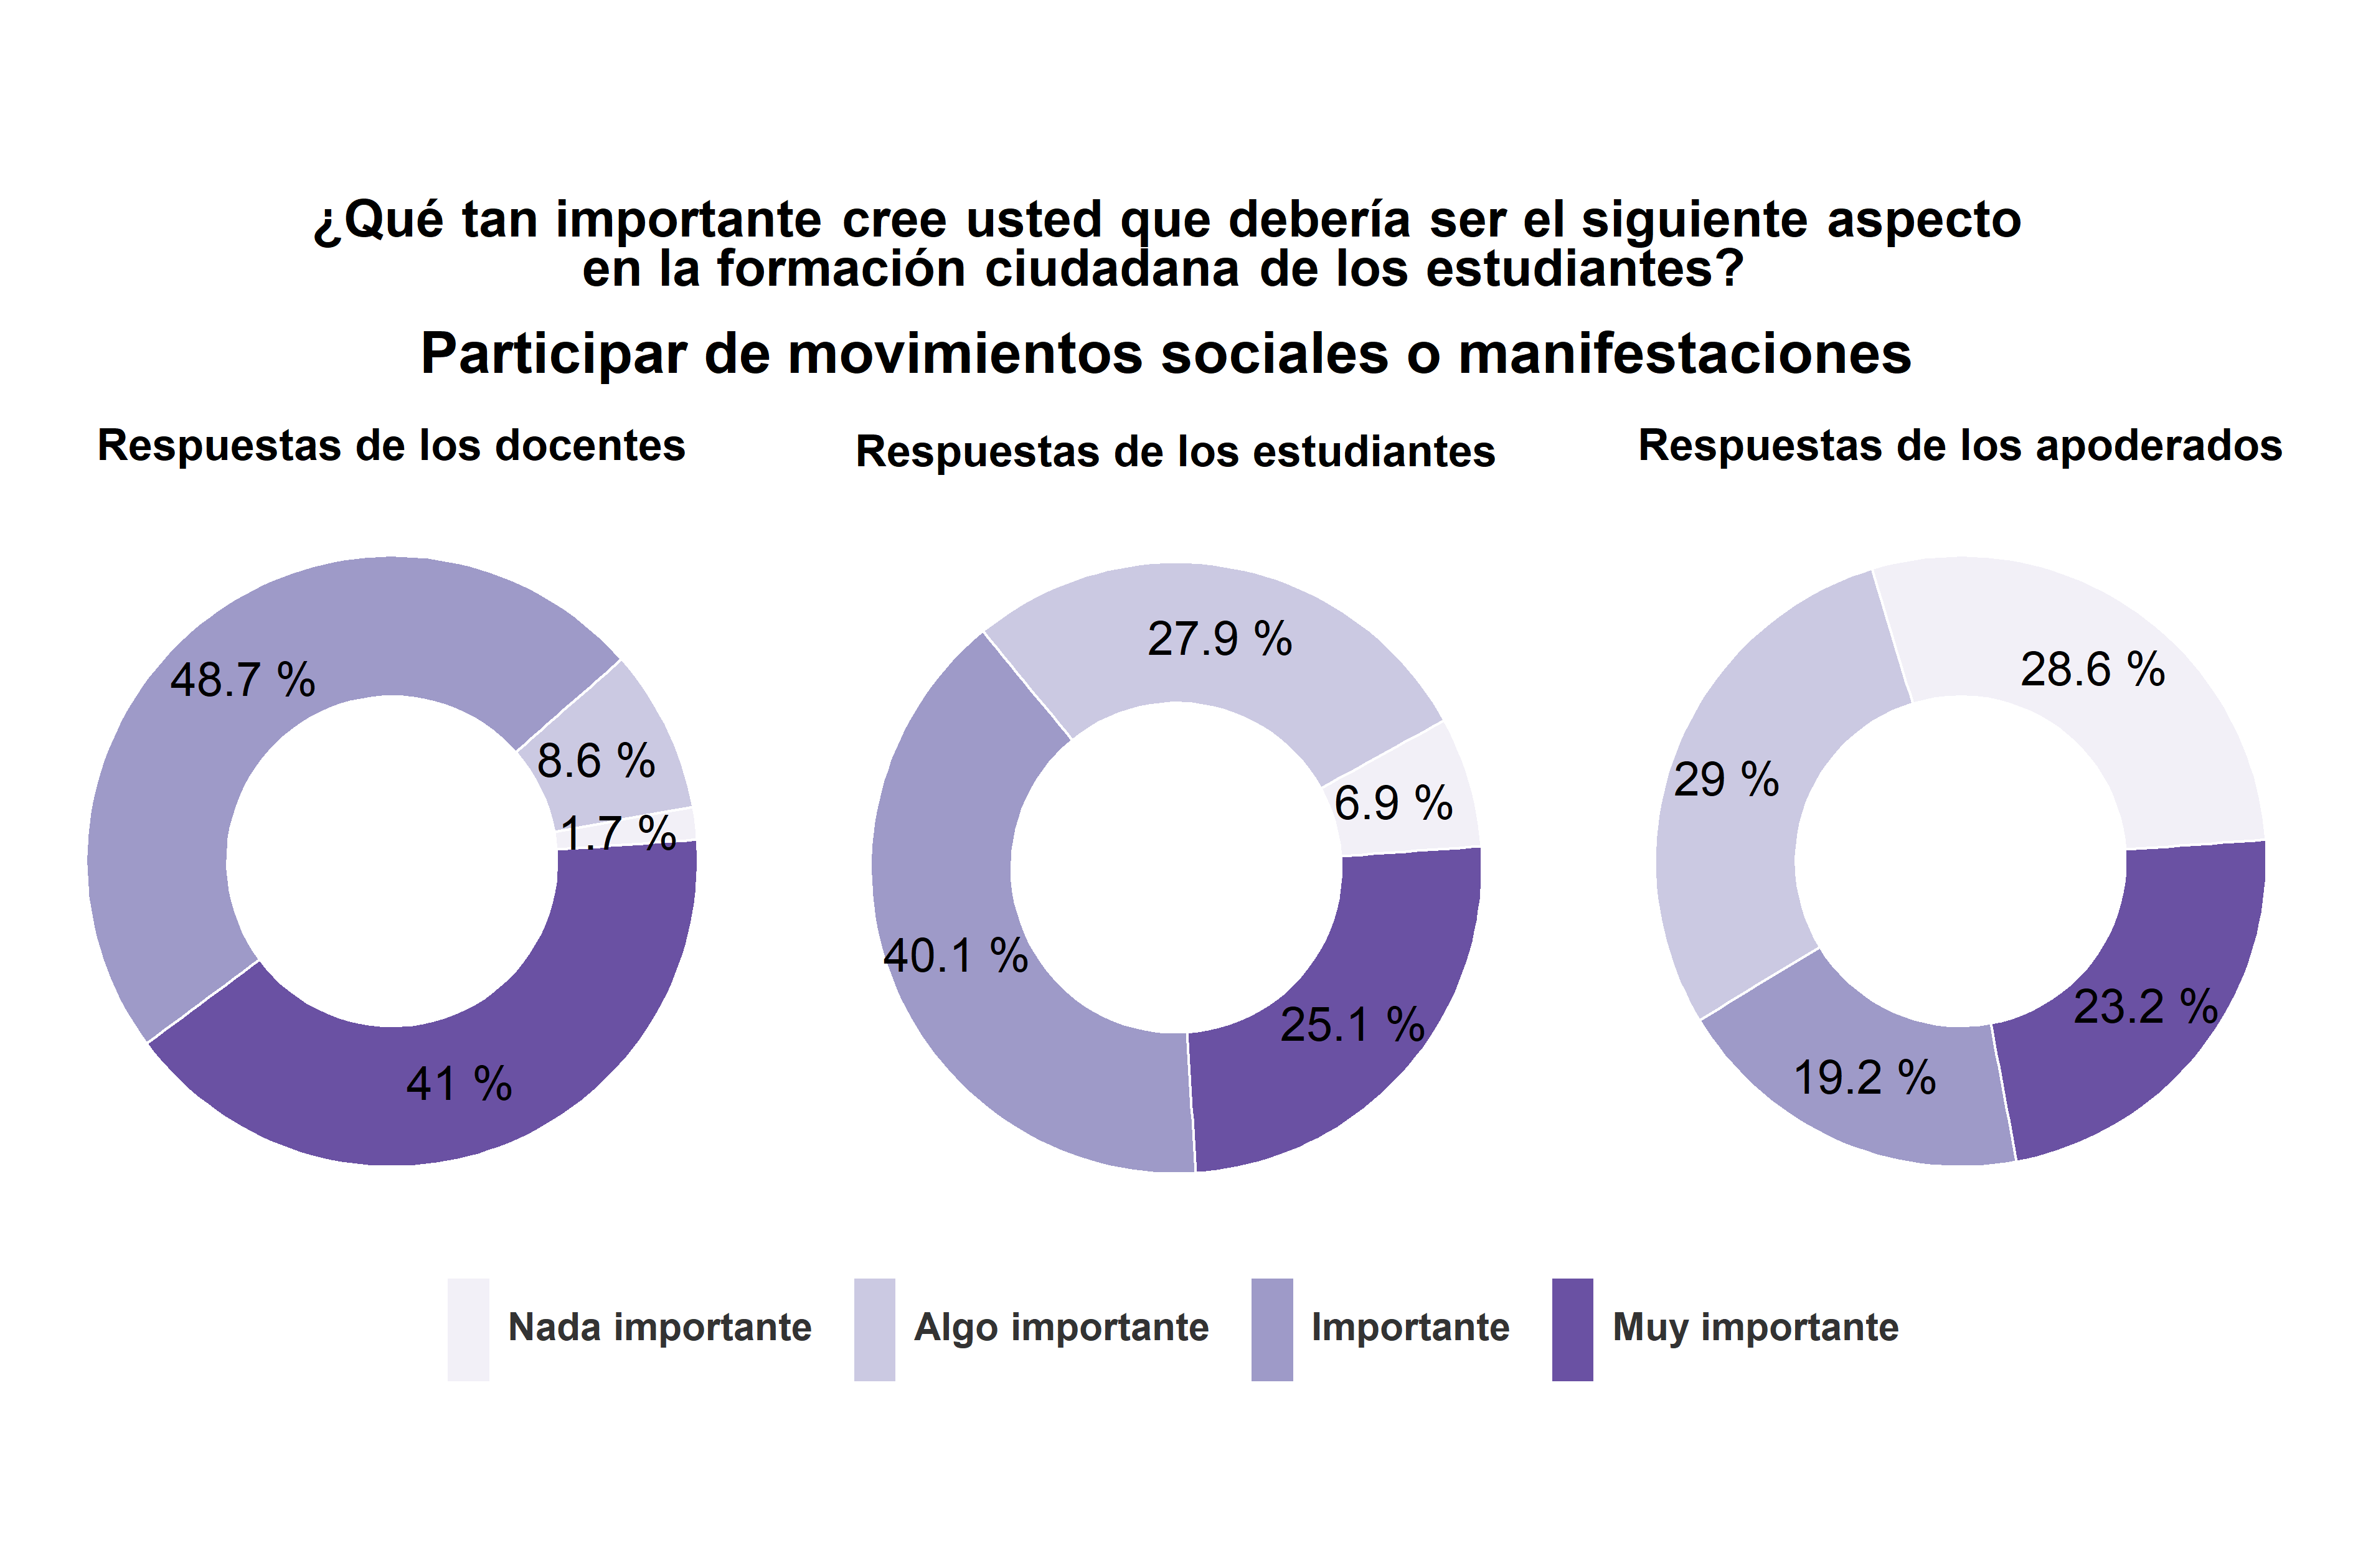 ¿Qué tan importante cree usted que debería ser el siguiente aspecto
en la formación ciudadana de los estudiantes?
Participar de movimientos sociales o manifestaciones
Respuestas de los docentes
48.7 %
8.6 %
1.7 %
41 %
Respuestas de los estudiantes
27.9 %
6.9 %
40.1 %
25.1 %
Respuestas de los apoderados
28.6 %
29 %
23.2 %
19.2 %
Nada importante
Algo importante
Importante
Muy importante